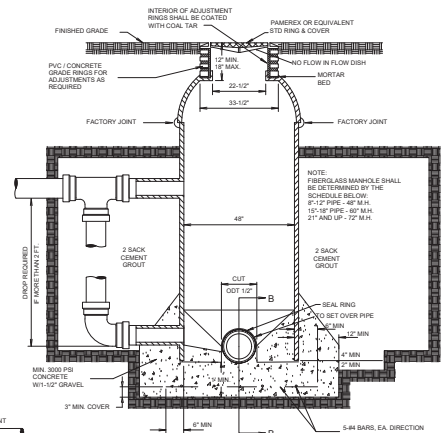 INTERIOR OF ADJUSTMENT
RINGS SHALL BE COATED
WITH COAL TAR
PAMEREX OR EQUIVALENT
STD RING & COVER
FINISHED GRADE
12" MIN.
18" MAX.
NO FLOW IN FLOW DISH
PVC / CONCRETE
GRADE RINGS FOR
ADJUSTMENTS AS
REQUIRED
MORTAR
BED
22-1/2"
33-1/2"
FACTORY JOINT
FACTORY JOINT
NOTE:
FIBERGLASS MANHOLE SHALL
BE DETERMINED BY THE
SCHEDULE BELOW:
8"-12" PIPE - 48" M.H.
15"-18" PIPE - 60" M.H.
21" AND UP - 72" M.H.
48"
DROP REQUIRED
IF MORE THAN 2 FT.
2 SACK
CEMENT
GROUT
2 SACK
CEMENT
GROUT
CUT
ODT 1/2"
B
SEAL RING
TO SET OVER PIPE
6" MIN
12" MIN
4" MIN
2" MIN
MIN. 3000 PSI
CONCRETE
W/1-1/2" GRAVEL
3" MIN. COVER
6" MIN
5-#4 BARS, EA. DIRECTION